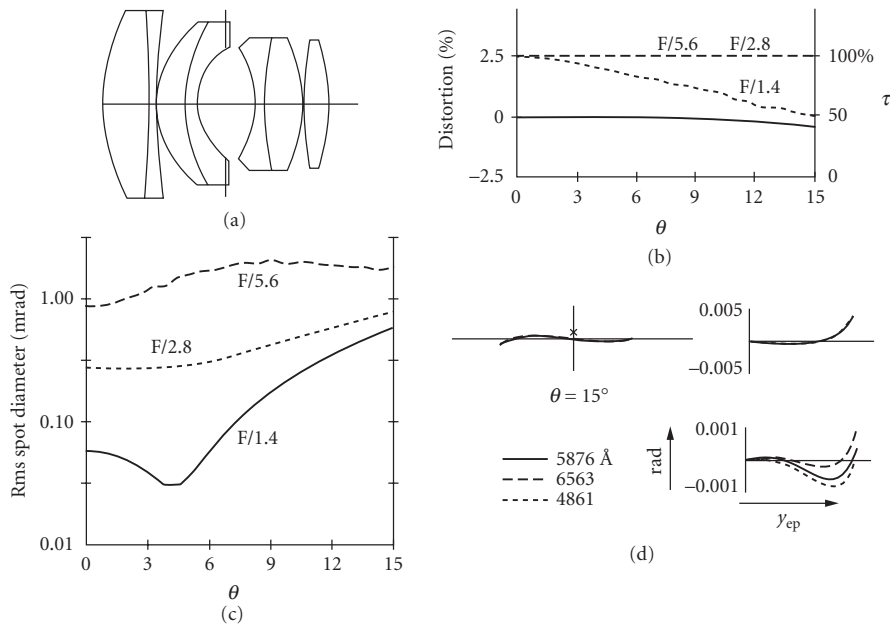 (a)
Distortion (%)
2.5
0
−2.5
F/5.6
F/2.8
F/1.4
100%
50
0
τ
0
3
6
9
12
15
θ
(b)
Rms spot diameter (mrad)
1.00
0.10
0.01
F/5.6
F/2.8
F/1.4
0
3
6
9
12
15
θ
(c)
×
θ = 15°
0.005
−0.005
5876 Å
6563
4861
rad
0.001
−0.001
y_ep
(d)